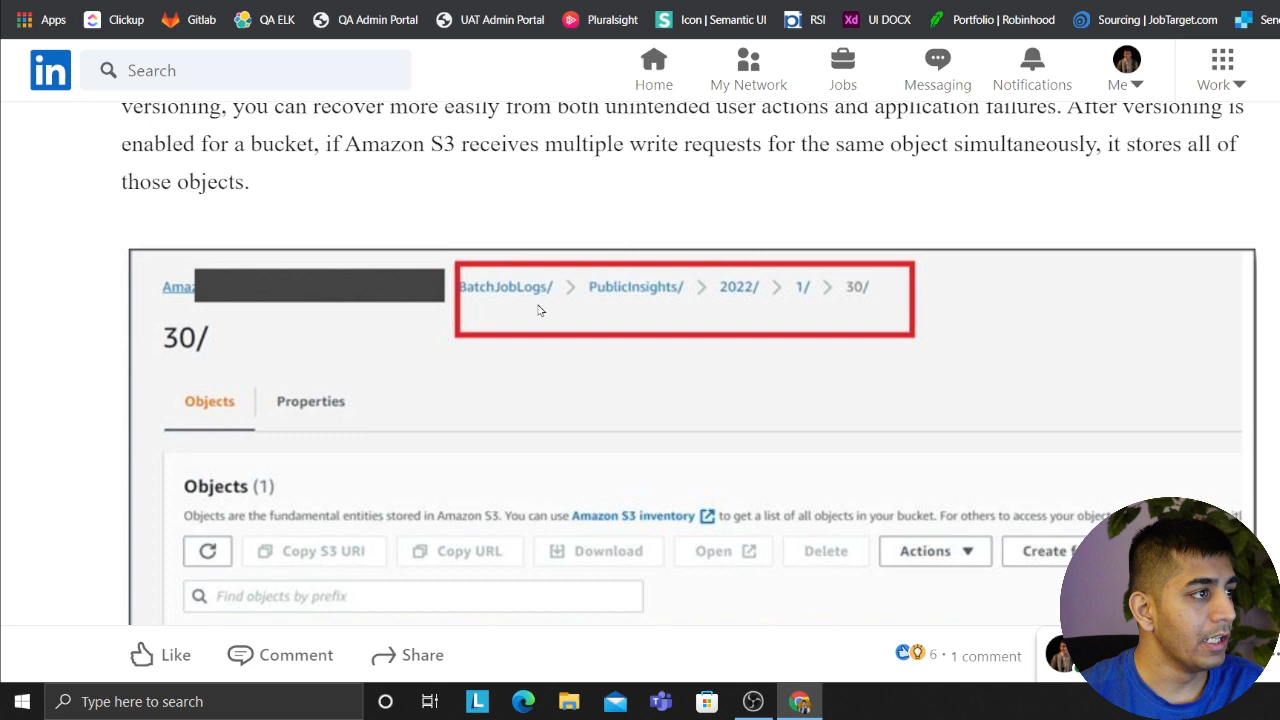 Apps Clickup Gitlab QA ELK QA Admin Portal UAT Admin Portal Pluralsight Icon | Semantic UI RSI Xd UI DOCX Portfolio | Robinhood Sourcing | JobTarget.com
in Search Home My Network Jobs Messaging Notifications Me Work
versioning, you can recover more easily from both unintended user actions and application failures. After versioning is
enabled for a bucket, if Amazon S3 receives multiple write requests for the same object simultaneously, it stores all of
those objects.
BatchJobLogs/ PublicInsights/ 2022/ 1/ 30/
30/
Objects Properties
Objects (1)
Objects are the fundamental entities stored in Amazon S3. You can use Amazon S3 inventory to get a list of all objects in your bucket. For others to access your
Copy S3 URI Copy URL Download Open Delete Actions Create
Find objects by prefix
Like Comment Share 6 · 1 comment
Type here to search